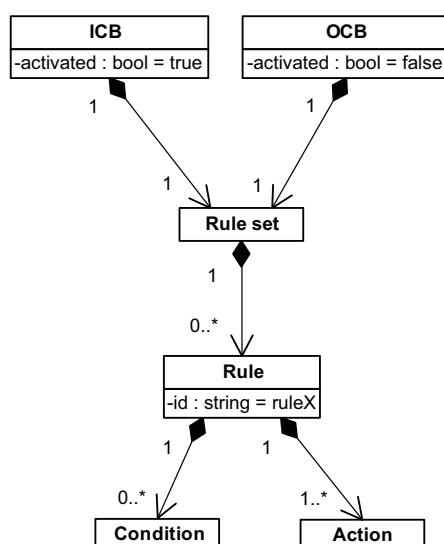 ICB
OCB
-activated : bool = true
-activated : bool = false
1
1
1
1
Rule set
1
0..*
Rule
-id : string = ruleX
1
1
0..*
1..*
Condition
Action